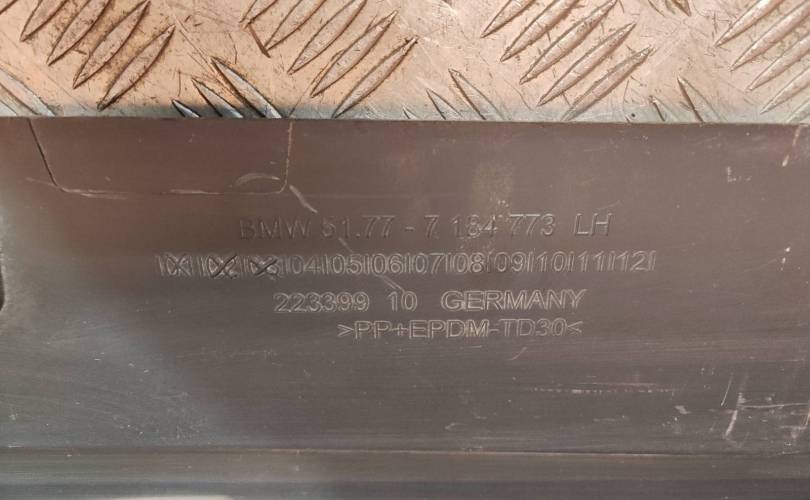 BMW 51.77 - 7 184 773 LH
|01|02|03|04|05|06|07|08|09|10|11|12|
223399 10 GERMANY
>PP+EPDM-TD30<